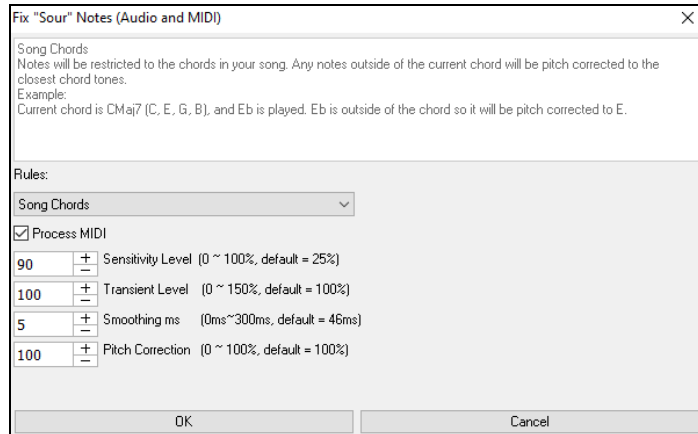 Fix "Sour" Notes (Audio and MIDI)
Song Chords
Notes will be restricted to the chords in your song. Any notes outside of the current chord will be pitch corrected to the
closest chord tones.
Example:
Current chord is CMaj7 (C, E, G, B), and Eb is played. Eb is outside of the chord so it will be pitch corrected to E.
Rules:
Song Chords
Process MIDI
90 + − Sensitivity Level (0 ~ 100%, default = 25%)
100 + − Transient Level (0 ~ 150%, default = 100%)
5 + − Smoothing ms (0ms~300ms, default = 46ms)
100 + − Pitch Correction (0 ~ 100%, default = 100%)
OK Cancel